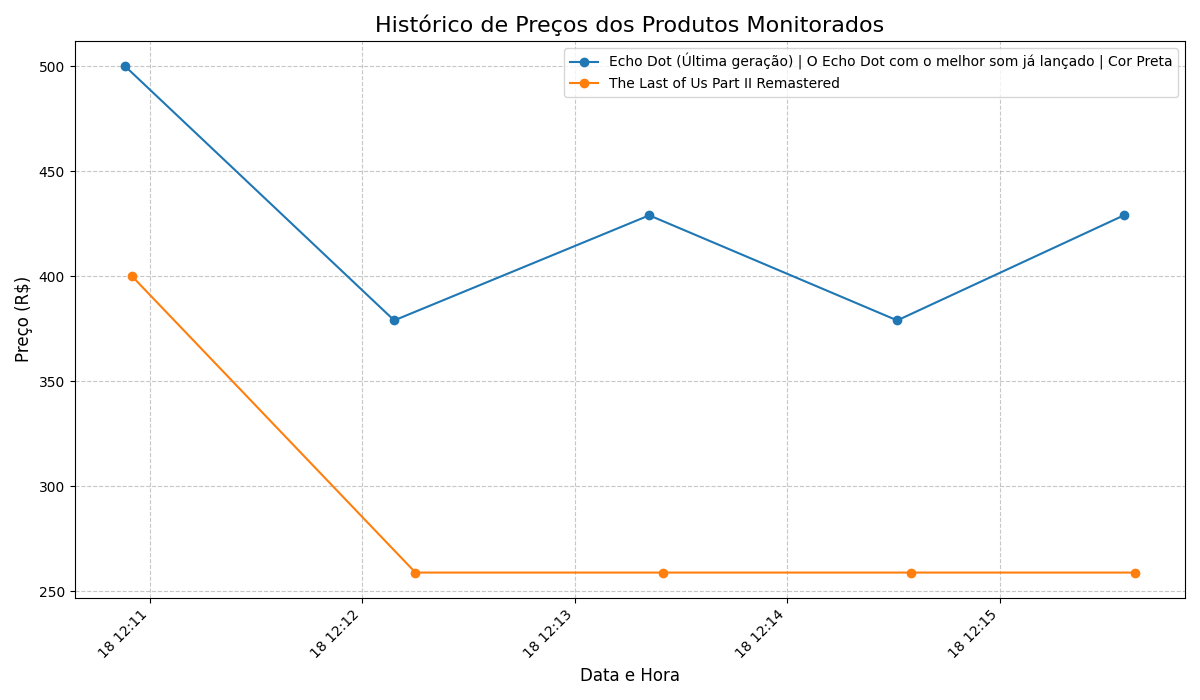 Histórico de Preços dos Produtos Monitorados
Echo Dot (Última geração) | O Echo Dot com o melhor som já lançado | Cor Preta
The Last of Us Part II Remastered
Preço (R$)
500
450
400
350
300
250
18 12:11
18 12:12
18 12:13
18 12:14
18 12:15
Data e Hora